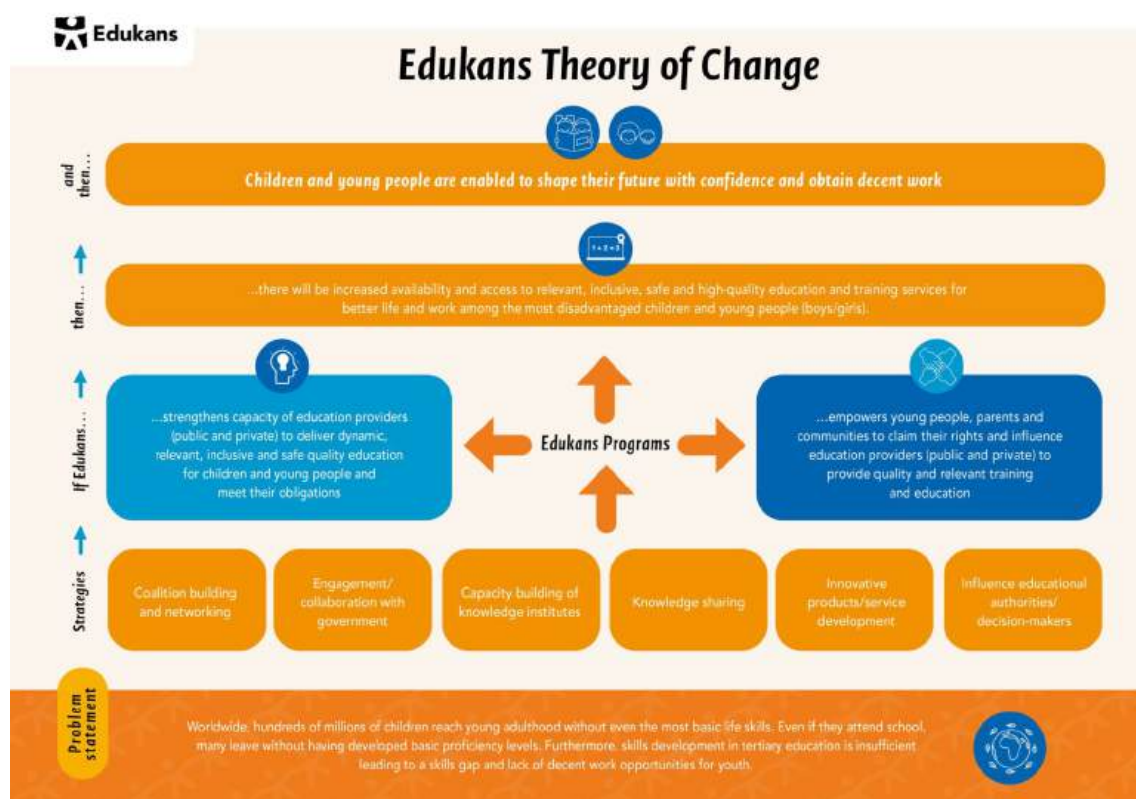 Edukans
Edukans Theory of Change
and
then...
Children and young people are enabled to shape their future with confidence and obtain decent work
then...
1+2=3
...there will be increased availability and access to relevant, inclusive, safe and high-quality education and training services for
better life and work among the most disadvantaged children and young people (boys/girls).
If Edukans...
...strengthens capacity of education providers
(public and private) to deliver dynamic,
relevant, inclusive and safe quality education
for children and young people and
meet their obligations
Edukans Programs
...empowers young people, parents and
communities to claim their rights and influence
education providers (public and private) to
provide quality and relevant training
and education
Strategies
Coalition building
and networking
Engagement/
collaboration with
government
Capacity building of
knowledge institutes
Knowledge sharing
Innovative
products/service
development
Influence educational
authorities/
decision-makers
Problem
statement
Worldwide, hundreds of millions of children reach young adulthood without even the most basic life skills. Even if they attend school,
many leave without having developed basic proficiency levels. Furthermore, skills development in tertiary education is insufficient
leading to a skills gap and lack of decent work opportunities for youth.